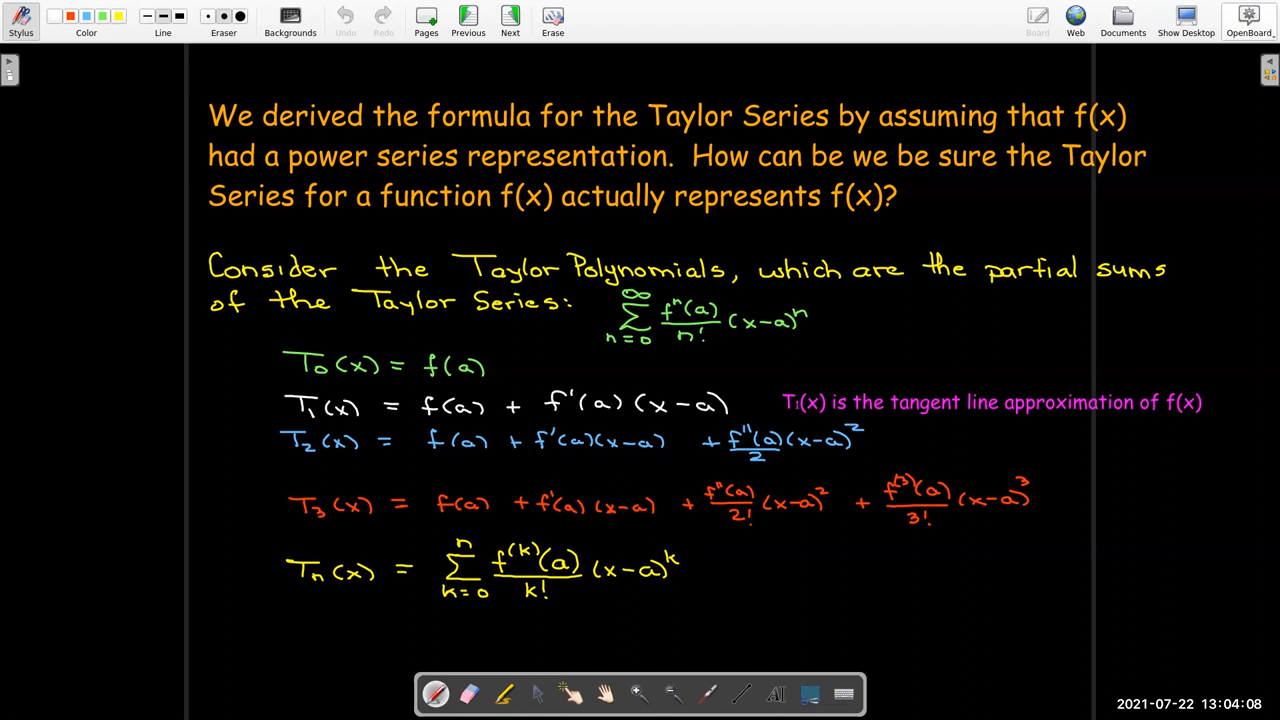 Stylus Color Line Eraser Backgrounds Undo Redo Pages Previous Next Erase Board Web Documents Show Desktop OpenBoard
We derived the formula for the Taylor Series by assuming that f(x)
had a power series representation. How can be we be sure the Taylor
Series for a function f(x) actually represents f(x)?
Consider the Taylor Polynomials, which are the partial sums
of the Taylor Series: ∑_{n=0}^{∞} fⁿ(a)/n! (x-a)ⁿ
T₀(x) = f(a)
T₁(x) = f(a) + f'(a)(x-a) T₁(x) is the tangent line approximation of f(x)
T₂(x) = f(a) + f'(a)(x-a) + f''(a)/2 (x-a)²
T₃(x) = f(a) + f'(a)(x-a) + f''(a)/2! (x-a)² + f⁽³⁾(a)/3! (x-a)³
Tₙ(x) = ∑_{k=0}^{n} f^{(k)}(a)/k! (x-a)^k
AI
2021-07-22 13:04:08